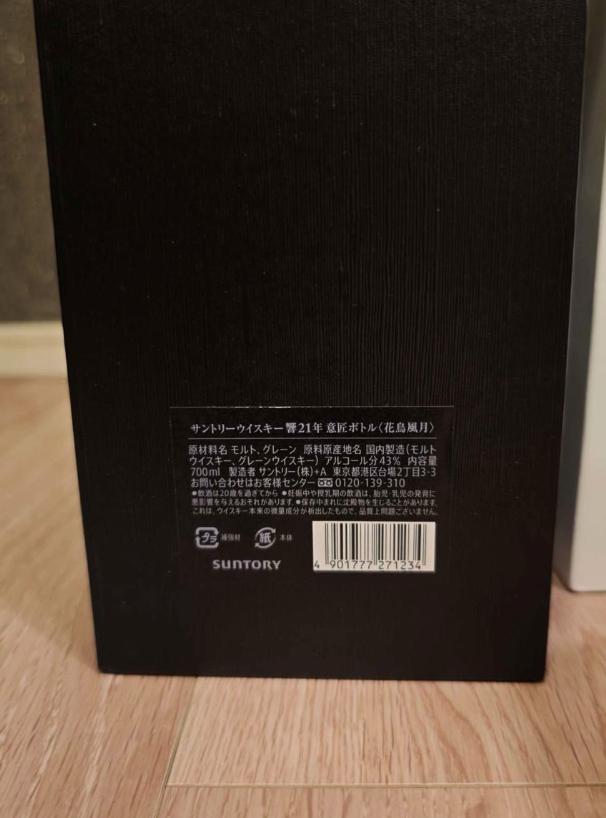 サントリーウイスキー 響21年 意匠ボトル〈花鳥風月〉
原材料名 モルト、グレーン 原料原産地名 国内製造(モルト
ウイスキー、グレーンウイスキー) アルコール分43% 内容量
700ml 製造者 サントリー(株)+A 東京都港区台場2丁目3-3
お問い合わせはお客様センター 0120-139-310
●飲酒は20歳を過ぎてから ●妊娠中や授乳期の飲酒は、胎児・乳児の発育に
悪影響を与えるおそれがあります。●保存中まれに沈殿物を生じることがあります。
これは、ウイスキー本来の微量成分が析出したもので、品質上問題ございません。
プラ 補強材 紙 本体
SUNTORY
4 901777 271234